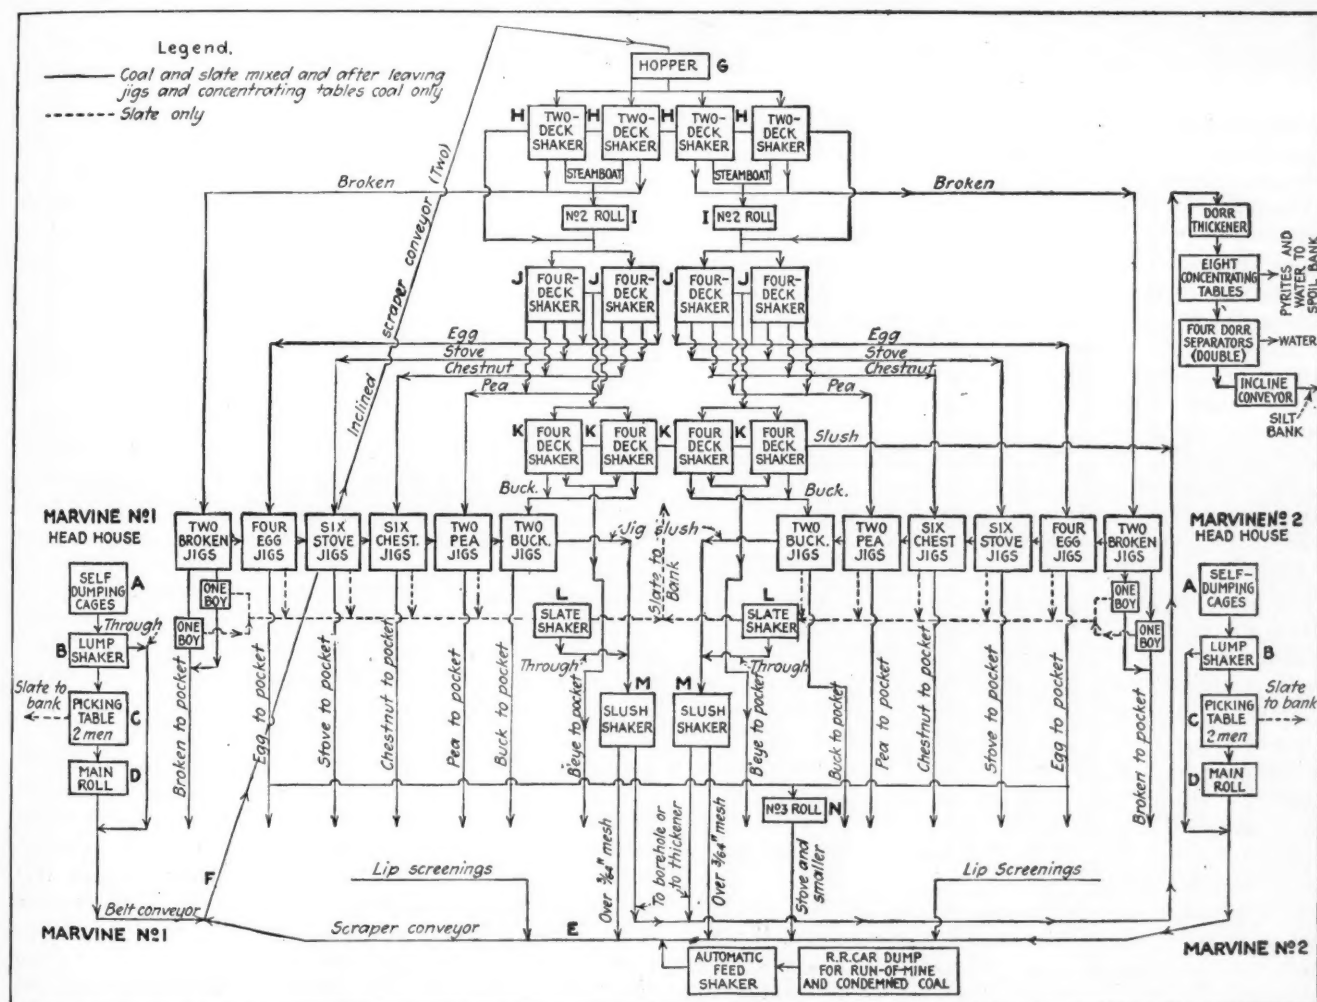 Legend.
Coal and slate mixed and after leaving
jigs and concentrating tables coal only
Slate only
HOPPER
G
H
TWO-
DECK
SHAKER
H
TWO-
DECK
SHAKER
H
TWO-
DECK
SHAKER
H
TWO-
DECK
SHAKER
STEAMBOAT
STEAMBOAT
Broken
Broken
Nº2 ROLL
I
I
Nº2 ROLL
J
FOUR-
DECK
SHAKER
J
FOUR-
DECK
SHAKER
J
FOUR-
DECK
SHAKER
J
FOUR-
DECK
SHAKER
Inclined scraper conveyor (Two)
Egg
Stove
Chestnut
Pea
Egg
Stove
Chestnut
Pea
K
FOUR
DECK
SHAKER
K
FOUR
DECK
SHAKER
K
FOUR
DECK
SHAKER
K
FOUR
DECK
SHAKER
Slush
Buck.
Buck.
DORR
THICKENER
EIGHT
CONCENTRATING
TABLES
PYRITES AND
WATER TO
SPOIL BANK
FOUR DORR
SEPARATORS
(DOUBLE)
WATER
INCLINE
CONVEYOR
SILT
BANK
MARVINE Nº1
HEAD HOUSE
TWO
BROKEN
JIGS
FOUR
EGG
JIGS
SIX
STOVE
JIGS
SIX
CHEST.
JIGS
TWO
PEA
JIGS
TWO
BUCK.
JIGS
Jig slush
Slate to
Bank
TWO
BUCK.
JIGS
TWO
PEA
JIGS
SIX
CHEST
JIGS
SIX
STOVE
JIGS
FOUR
EGG
JIGS
TWO
BROKEN
JIGS
MARVINE Nº 2
HEAD HOUSE
SELF
DUMPING
CAGES
A
Through
B
LUMP
SHAKER
Slate to
bank
PICKING
TABLE
2 men
C
MAIN
ROLL
D
ONE
BOY
ONE
BOY
L
SLATE
SHAKER
L
SLATE
SHAKER
Through
Through
ONE
BOY
ONE
BOY
A
SELF-
DUMPING
CAGES
LUMP
SHAKER
B
C
PICKING
TABLE
2 men
Slate
to bank
D
MAIN
ROLL
M
SLUSH
SHAKER
M
SLUSH
SHAKER
Broken to pocket
Egg to pocket
Stove to pocket
Chestnut to pocket
Pea to pocket
Buck to pocket
B'eye to pocket
B'eye to pocket
Buck to pocket
Pea to pocket
Chestnut to pocket
Stove to pocket
Egg to pocket
Broken to pocket
Nº3 ROLL
N
Over 3/64" mesh
To borehole or
to thickener
Over 3/64" mesh
Stove and
smaller
Lip screenings
Lip Screenings
F
Belt conveyor
MARVINE Nº1
Scraper conveyor
E
AUTOMATIC
FEED
SHAKER
R.R.CAR DUMP
FOR RUN-OF-MINE
AND CONDEMNED COAL
MARVINE Nº2